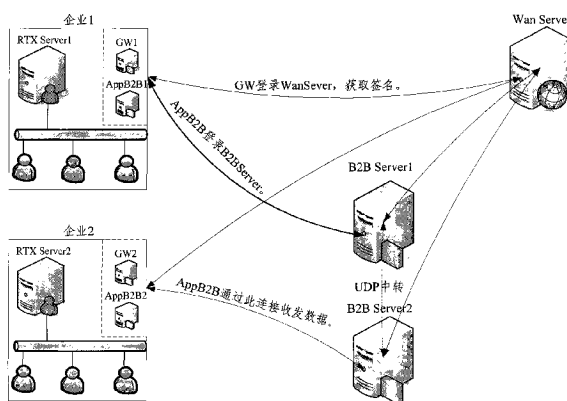 企业1
RTX Server1
GW1
AppB2B1
Wan Server
GW登录WanSever，获取签名。
AppB2B登录B2BServer。
B2B Server1
企业2
RTX Server2
GW2
AppB2B2
UDP中转
AppB2B通过此连接收发数据。
B2B Server2